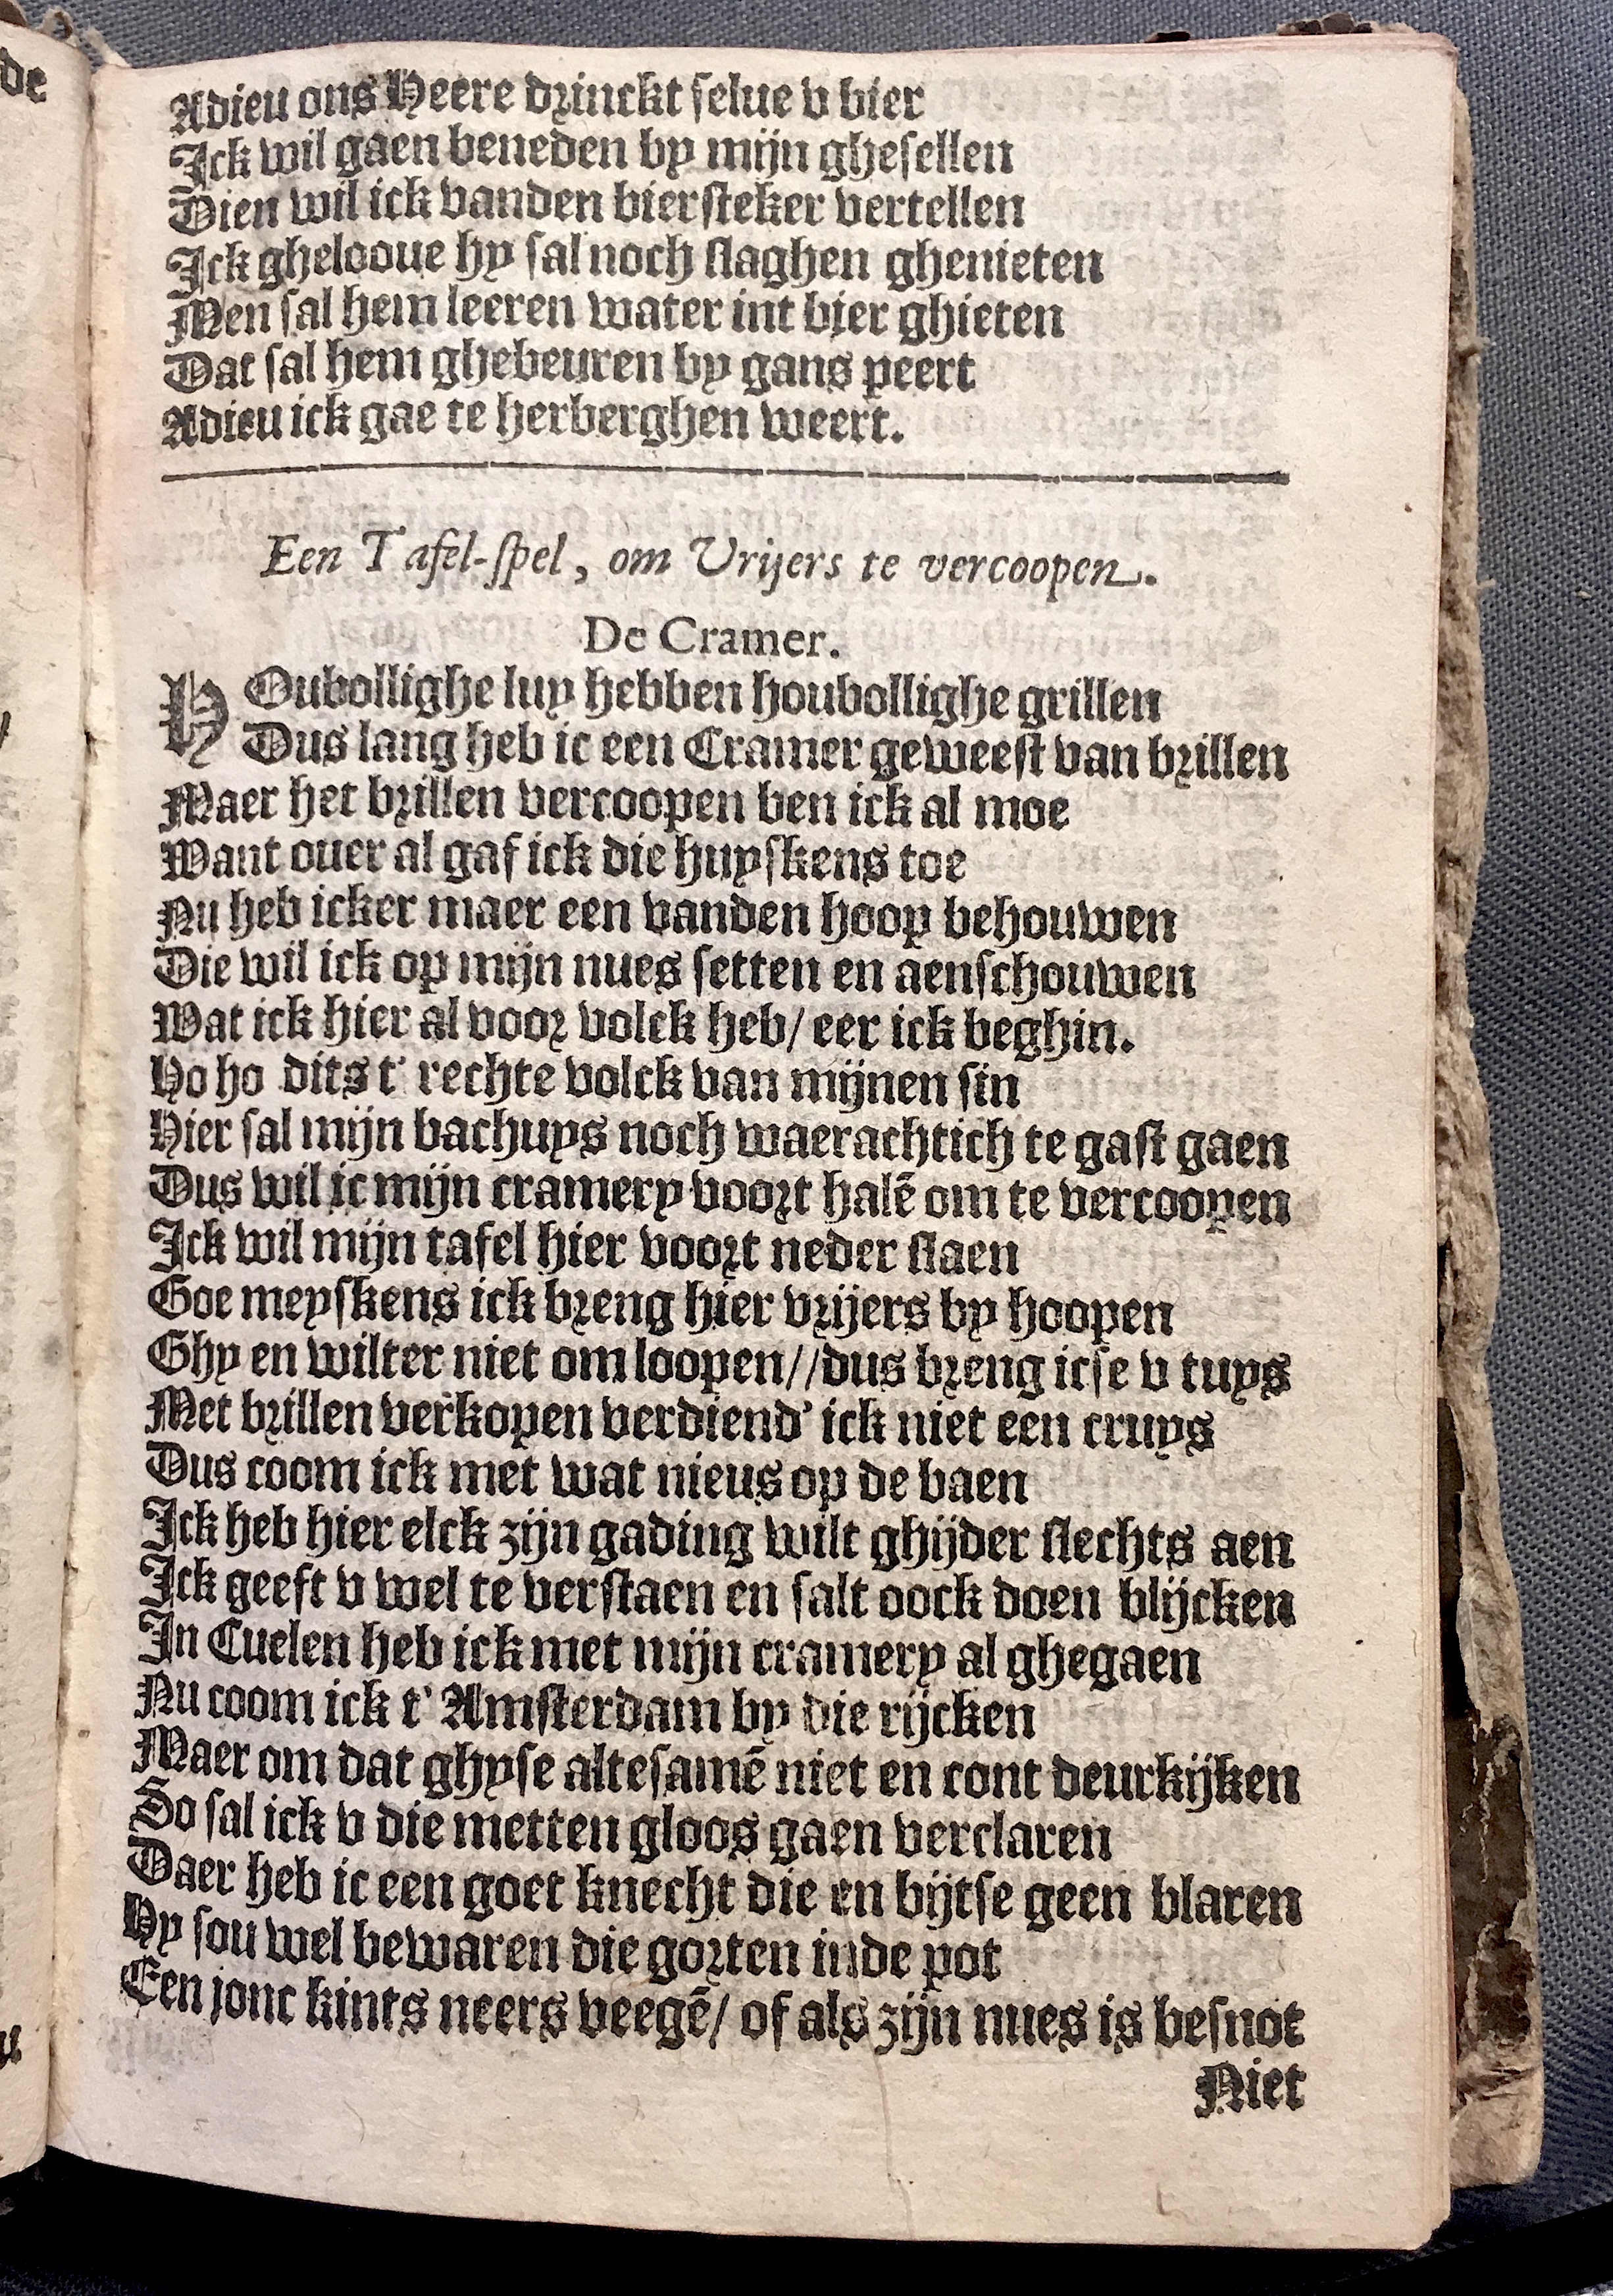 Adieu ons Heere drinckt selue v bier
Ick wil gaen beneden by mijn ghesellen
Dien wil ick vanden biersteker vertellen
Ick ghelooue hy sal noch slaghen ghenieten
Men sal hem leeren water int bier ghieten
Dat sal hem ghebeuren by gans peert
Adieu ick gae te herberghen weert.
Een Tafel-spel, om Vrijers te vercoopen.
De Cramer.
HOubollighe luy hebben houbollighe grillen
Dus lang heb ic een Cramer geweest van brillen
Maer het brillen vercoopen ben ick al moe
Want ouer al gaf ick die huyskens toe
Nu heb icker maer een vanden hoop behouwen
Die wil ick op mijn nues setten en aenschouwen
Wat ick hier al voor volck heb/ eer ick beghin.
Ho ho dits t' rechte volck van mijnen sin
Hier sal mijn bachuys noch waerachtich te gast gaen
Dus wil ic mijn cramery voort halē om te vercoopen
Ick wil mijn tafel hier voort neder slaen
Goe meyskens ick breng hier vrijers by hoopen
Ghy en wilter niet om loopen//dus breng icse v tuys
Met brillen verkopen verdiend' ick niet een cruys
Dus coom ick met wat nieus op de baen
Ick heb hier elck zijn gading wilt ghijder slechts aen
Ick geeft v wel te verstaen en salt oock doen blijcken
In Cuelen heb ick met mijn cramery al ghegaen
Nu coom ick t' Amsterdam by die rijcken
Maer om dat ghyse altesamē niet en cont deurkijken
So sal ick v die metten gloos gaen verclaren
Daer heb ic een goet knecht die en bijtse geen blaren
Hy sou wel bewaren die gorten inde pot
Een jonc kints neers veegē/ of als zijn nues is besnot
Niet